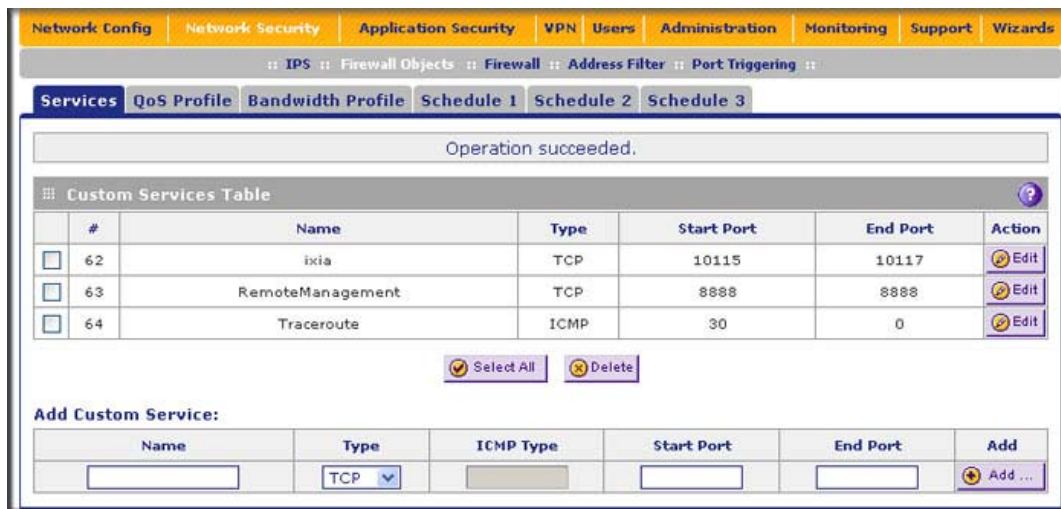 Network Config Network Security Application Security VPN Users Administration Monitoring Support Wizards
:: IPS :: Firewall Objects :: Firewall :: Address Filter :: Port Triggering ::
Services QoS Profile Bandwidth Profile Schedule 1 Schedule 2 Schedule 3
Operation succeeded.
Custom Services Table ?
# Name Type Start Port End Port Action
62 ixia TCP 10115 10117 Edit
63 RemoteManagement TCP 8888 8888 Edit
64 Traceroute ICMP 30 0 Edit
Select All Delete
Add Custom Service:
Name Type ICMP Type Start Port End Port Add
TCP Add ...